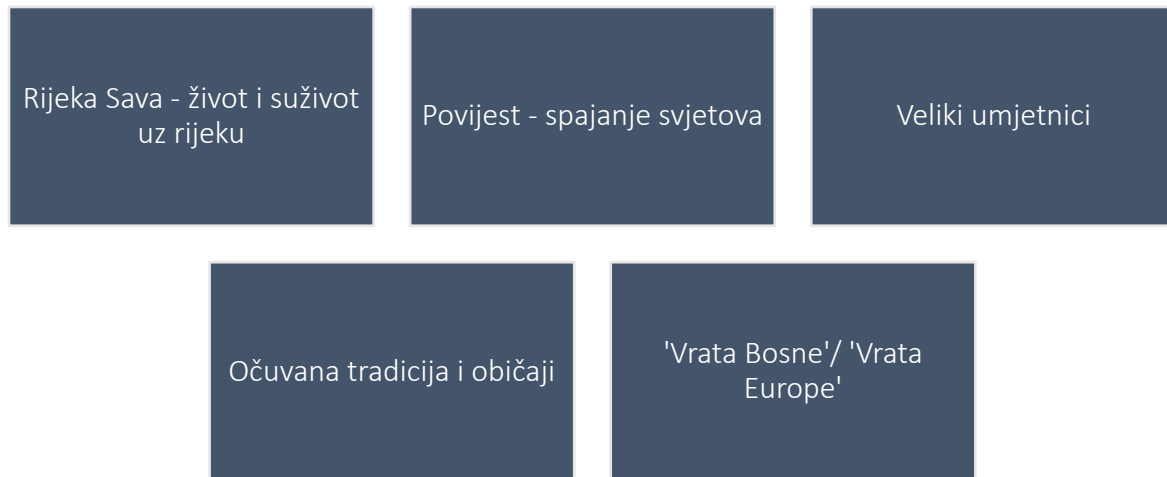 Rijeka Sava - život i suživot
uz rijeku
Povijest - spajanje svjetova
Veliki umjetnici
Očuvana tradicija i običaji
'Vrata Bosne'/ 'Vrata
Europe'